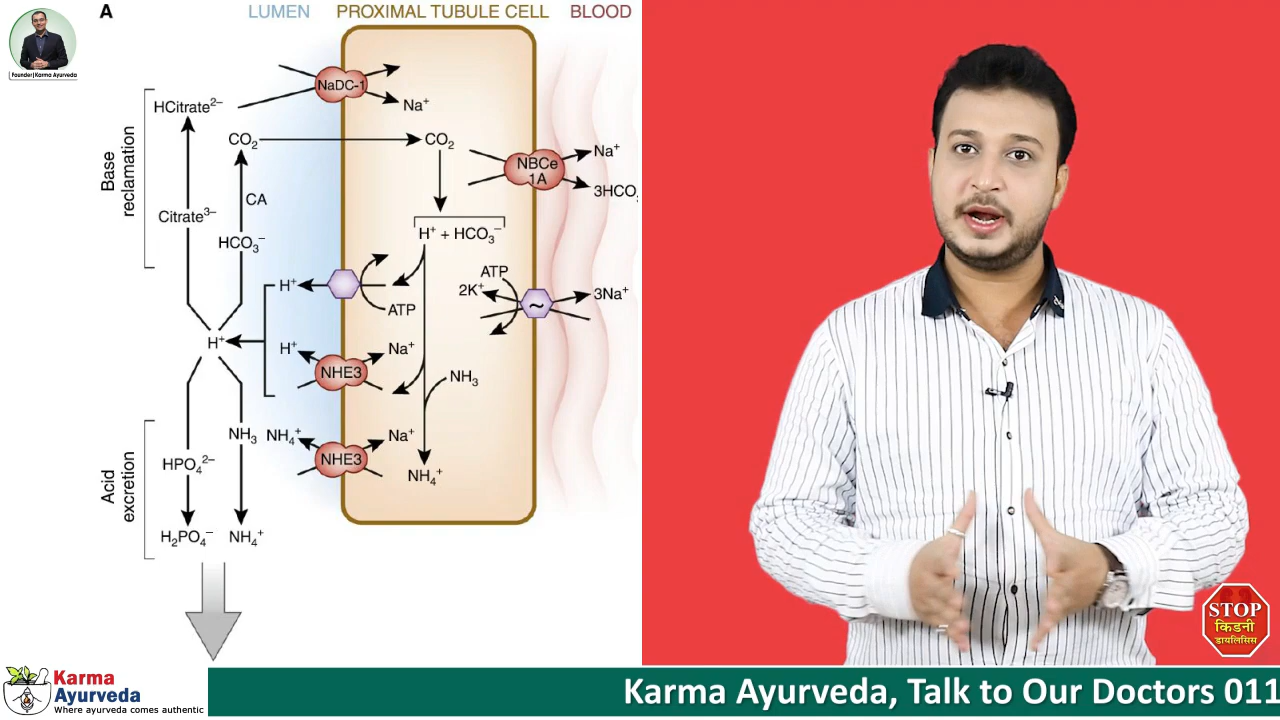 A
LUMEN
PROXIMAL TUBULE CELL
BLOOD
Founder|Karma Ayurveda
NaDC-1
Na⁺
HCitrate²⁻
CO₂
CO₂
NBCe
1A
Na⁺
3HCO
Base
reclamation
CA
Citrate³⁻
HCO₃⁻
H⁺ + HCO₃⁻
H⁺
ATP
ATP
2K⁺
~
3Na⁺
H⁺
H⁺
Na⁺
NHE3
NH₃
Acid
excretion
NH₃
NH₄⁺
Na⁺
NHE3
HPO₄²⁻
NH₄⁺
H₂PO₄⁻
NH₄⁺
STOP
किडनी
डायलिसिस
Karma
Ayurveda
Where ayurveda comes authentic
Karma Ayurveda, Talk to Our Doctors 011